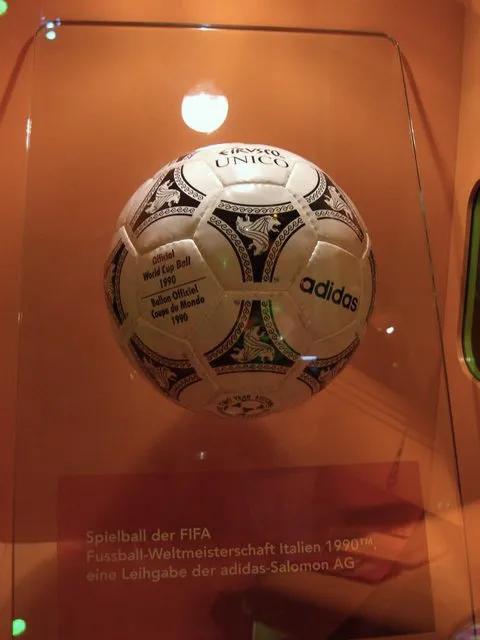 ETRVSCO
UNICO
Official
World Cup Ball
1990
Ballon Officiel
Coupe du Monde
1990
adidas
Spielball der FIFA
Fussball-Weltmeisterschaft Italien 1990™,
eine Leihgabe der adidas-Salomon AG